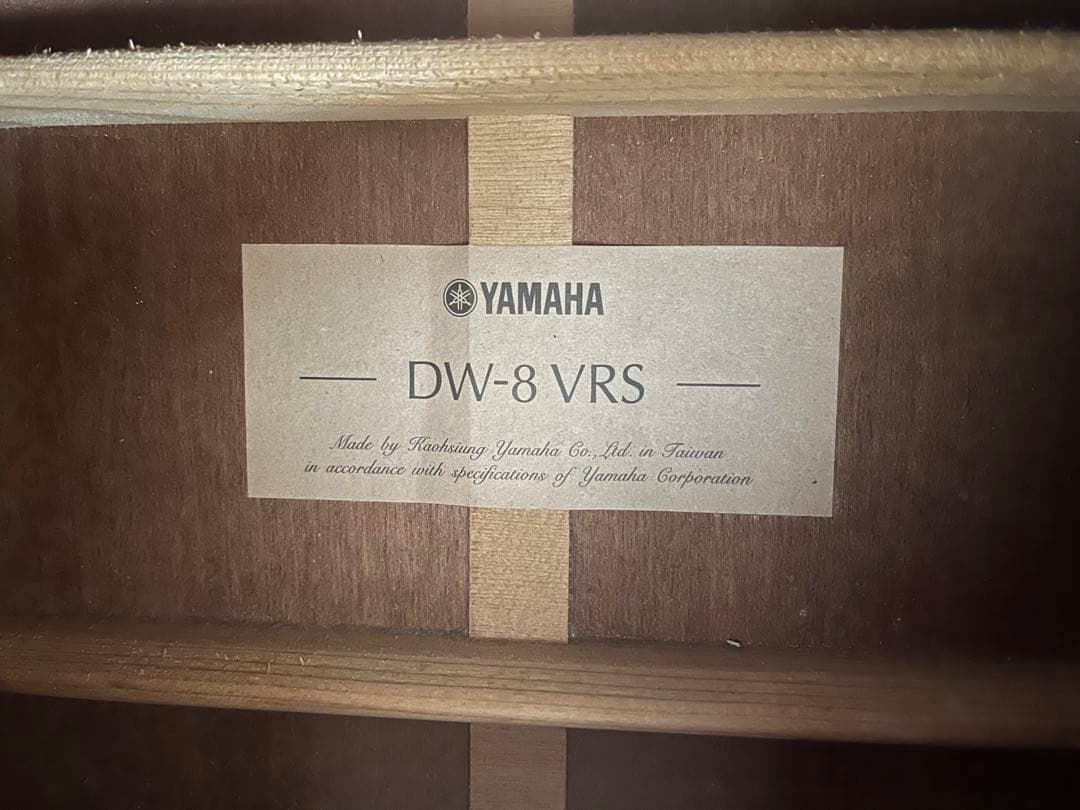 YAMAHA
DW-8 VRS
Made by Kaohsiung Yamaha Co.,Ltd. in Taiwan
in accordance with specifications of Yamaha Corporation